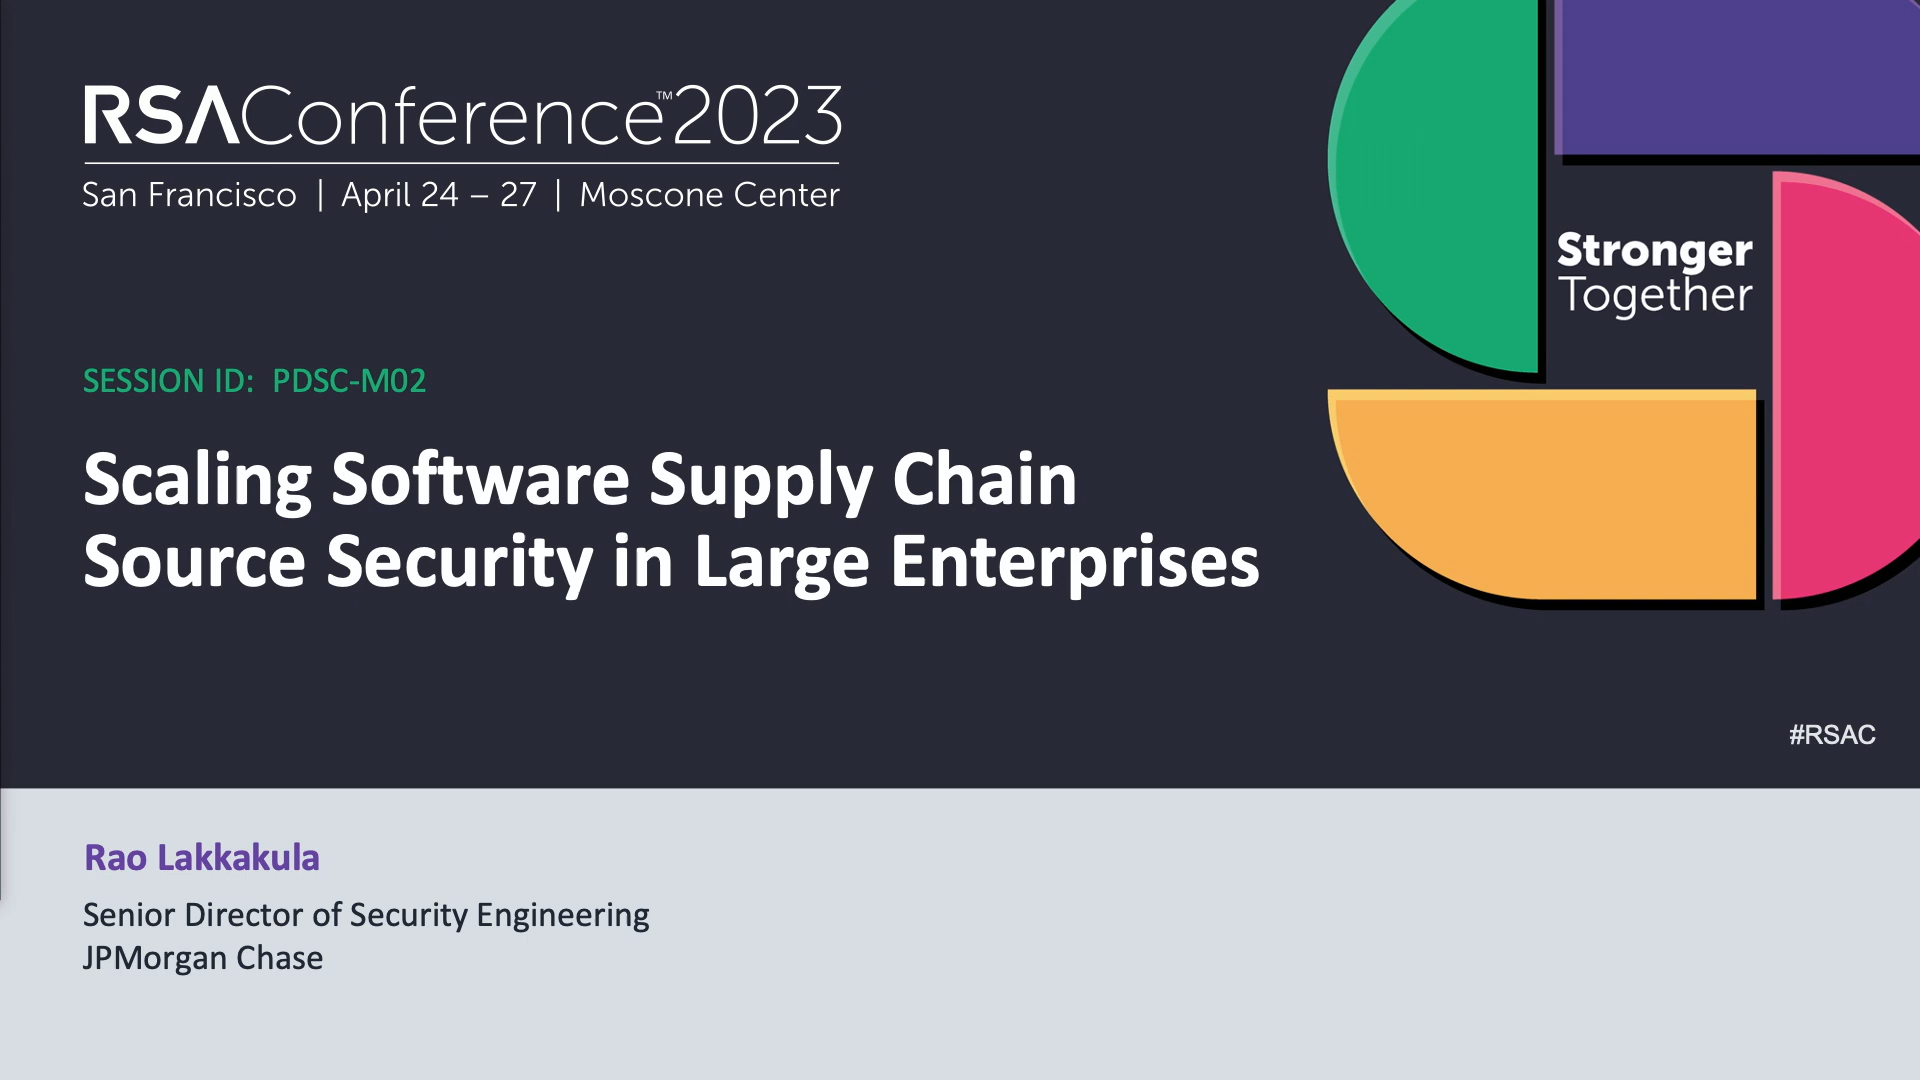 RSAConference™2023
San Francisco | April 24 – 27 | Moscone Center
Stronger
Together
SESSION ID: PDSC-M02
Scaling Software Supply Chain
Source Security in Large Enterprises
#RSAC
Rao Lakkakula
Senior Director of Security Engineering
JPMorgan Chase